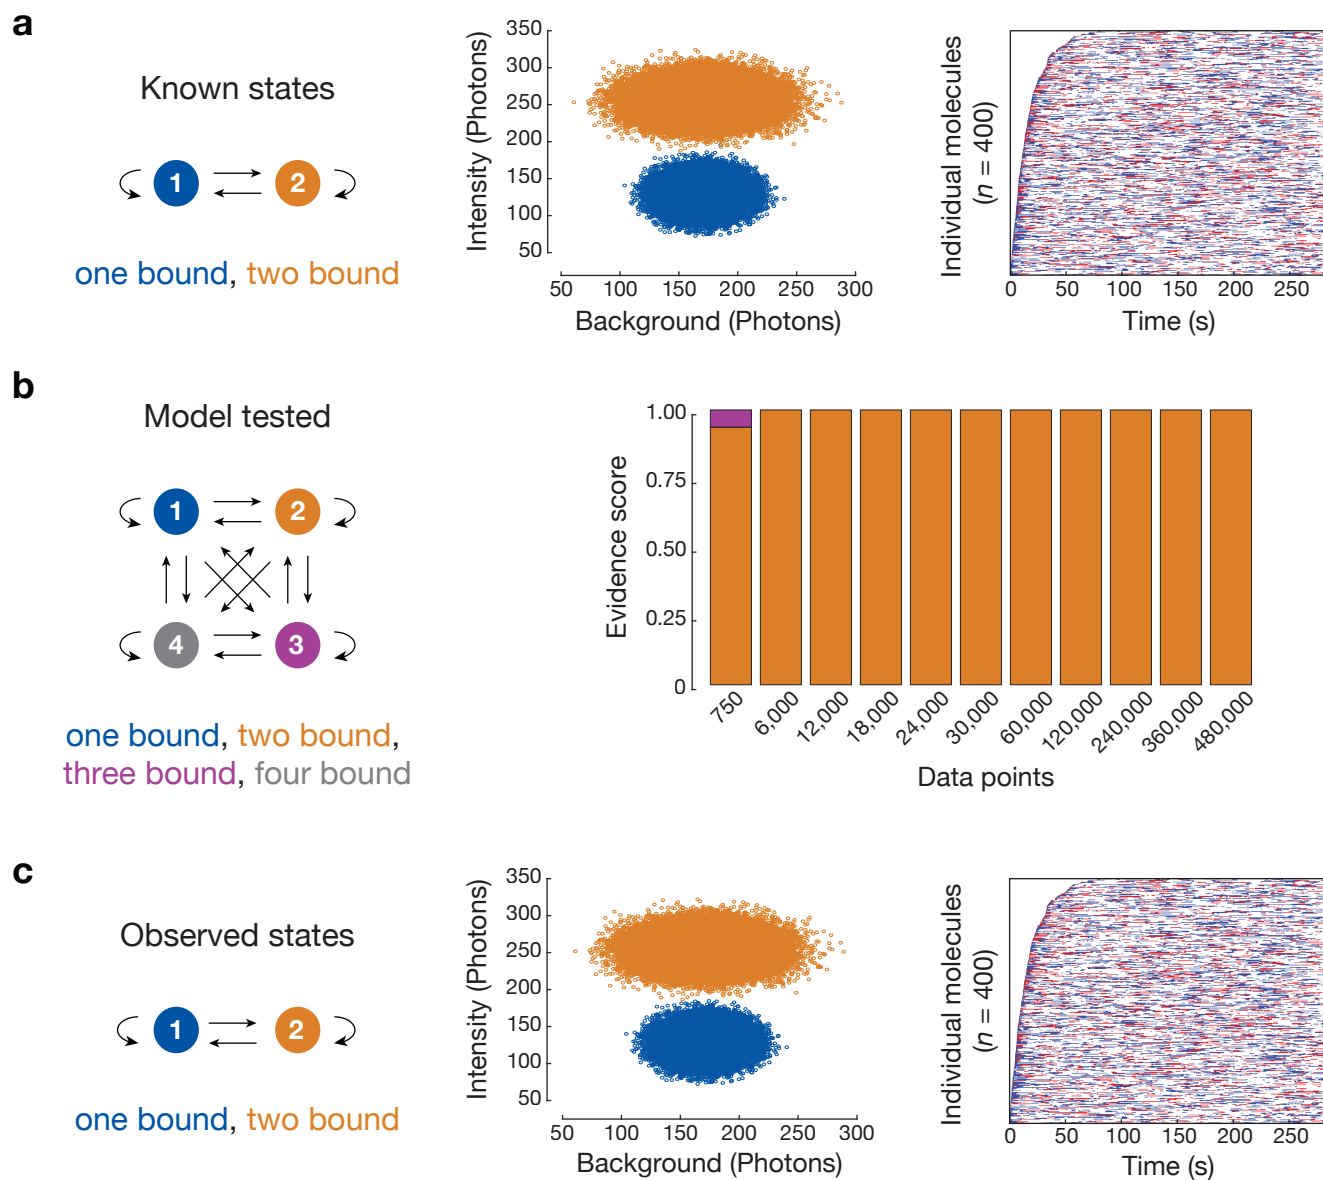 a
Known states
1
2
one bound, two bound
Intensity (Photons)
350
300
250
200
150
100
50
50 100 150 200 250 300
Background (Photons)
Individual molecules
(n = 400)
0 50 100 150 200 250
Time (s)
b
Model tested
1
2
4
3
one bound, two bound,
three bound, four bound
Evidence score
1.00
0.75
0.50
0.25
0
750 6,000 12,000 18,000 24,000 30,000 60,000 120,000 240,000 360,000 480,000
Data points
c
Observed states
1
2
one bound, two bound
Intensity (Photons)
350
300
250
200
150
100
50
50 100 150 200 250 300
Background (Photons)
Individual molecules
(n = 400)
0 50 100 150 200 250
Time (s)